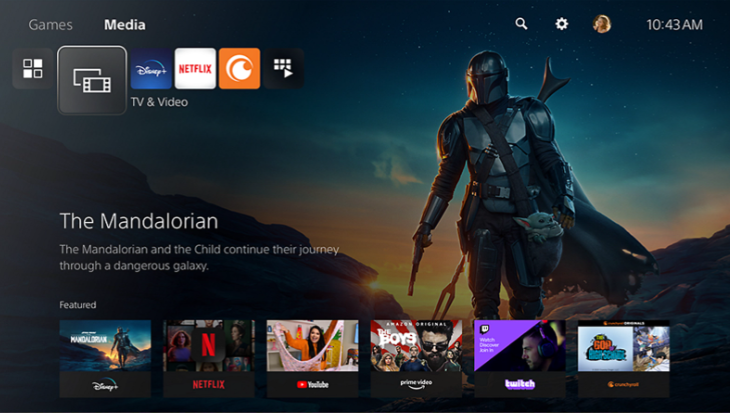 Games Media 10:43 AM
Disney+ NETFLIX
TV & Video
The Mandalorian
The Mandalorian and the Child continue their journey
through a dangerous galaxy.
Featured
MANDALORIAN
N
AMAZON ORIGINAL
THE BOYS
Watch
Discover
Join in
Disney+ NETFLIX YouTube prime video twitch crunchyroll